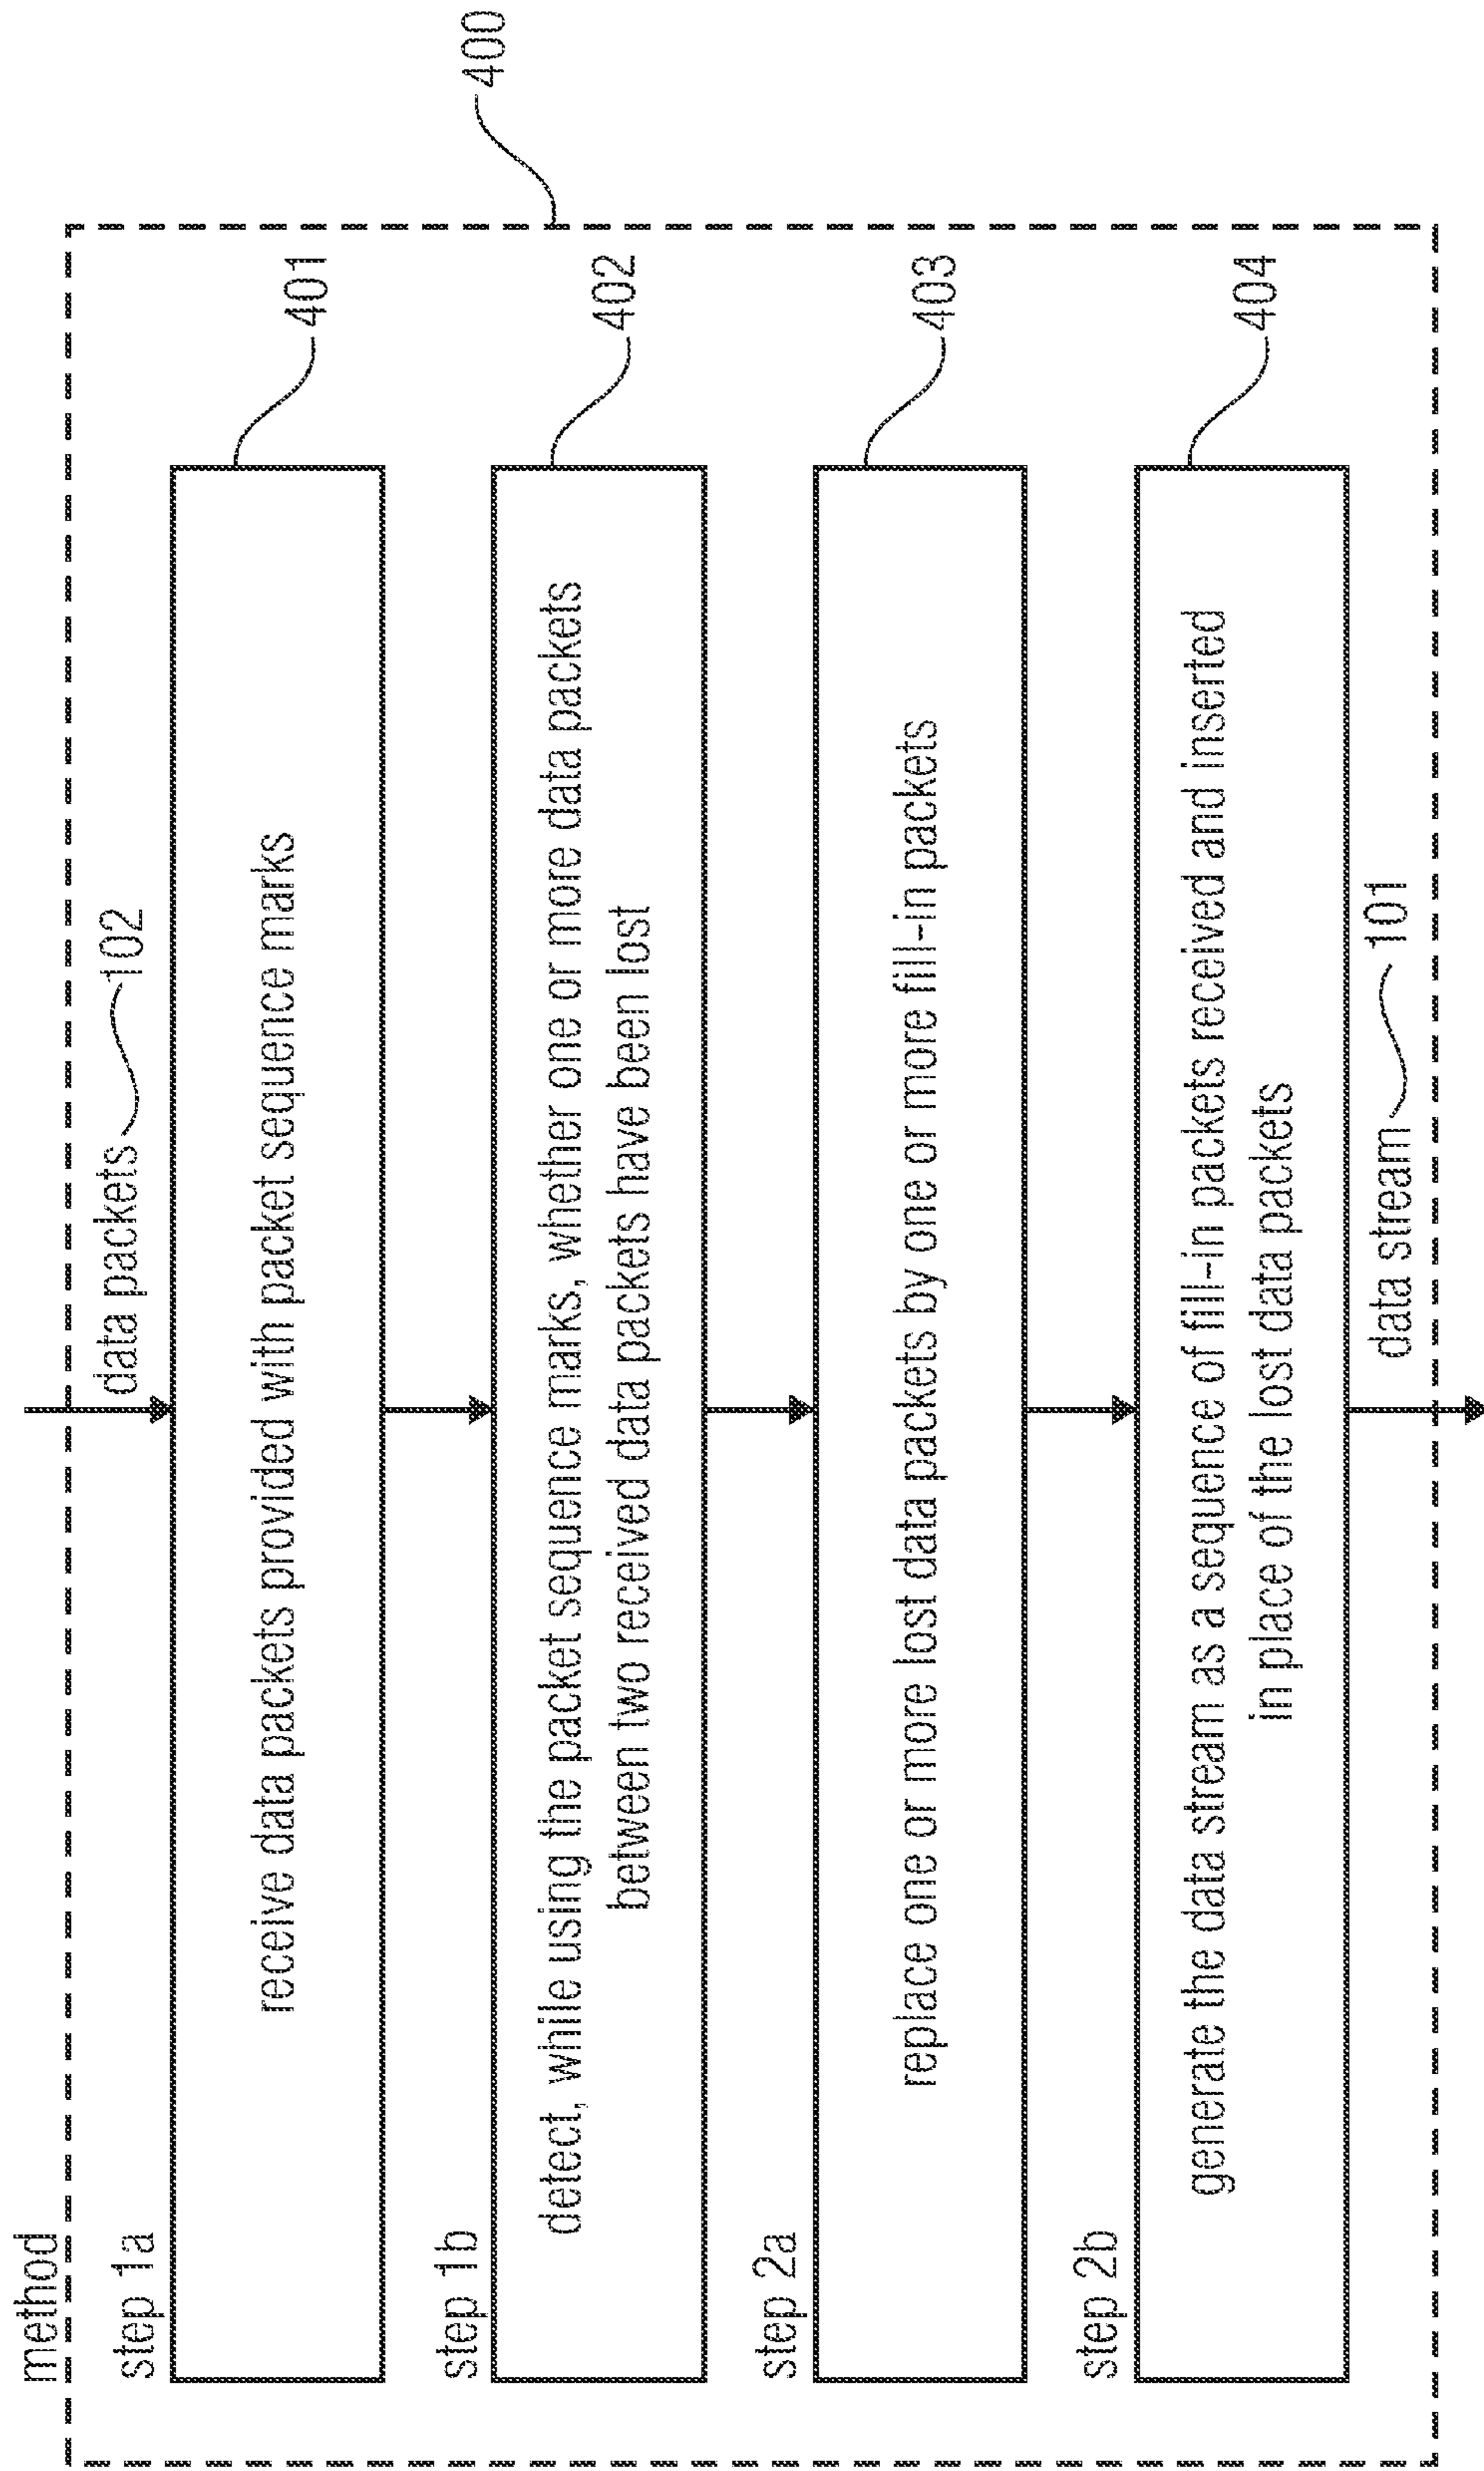 method
400
data packets 102
step 1a
401
receive data packets provided with packet sequence marks
step 1b
402
detect, while using the packet sequence marks, whether one or more data packets
between two received data packets have been lost
step 2a
403
replace one or more lost data packets by one or more fill-in packets
step 2b
404
generate the data stream as a sequence of fill-in packets received and inserted
in place of the lost data packets
data stream 101